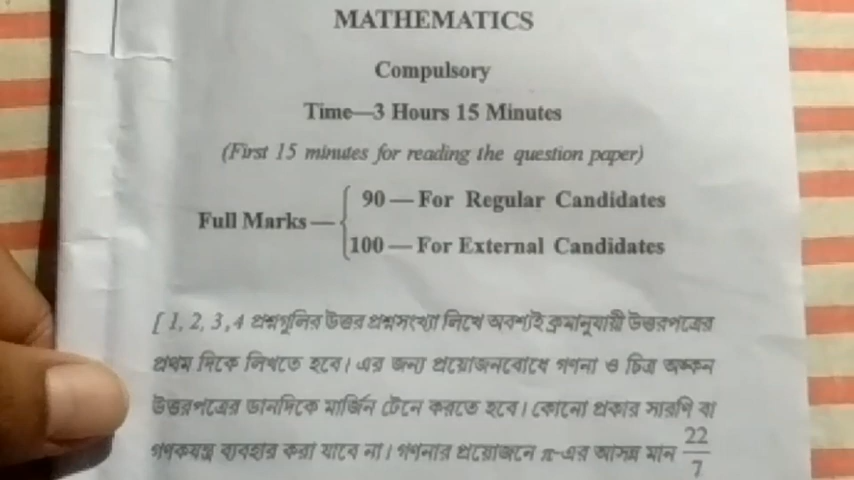 MATHEMATICS
Compulsory
Time—3 Hours 15 Minutes
(First 15 minutes for reading the question paper)
Full Marks— { 90 — For Regular Candidates
100 — For External Candidates
[ 1, 2, 3, 4 প্রশ্নগুলির উত্তর প্রশ্নসংখ্যা লিখে অবশ্যই ক্রমানুযায়ী উত্তরপত্রের
প্রথম দিকে লিখতে হবে। এর জন্য প্রয়োজনবোধে গণনা ও চিত্র অঙ্কন
উত্তরপত্রের ডানদিকে মার্জিন টেনে করতে হবে। কোনো প্রকার সারণি বা
গণকযন্ত্র ব্যবহার করা যাবে না। গণনার প্রয়োজনে π-এর আসন্ন মান 22/7